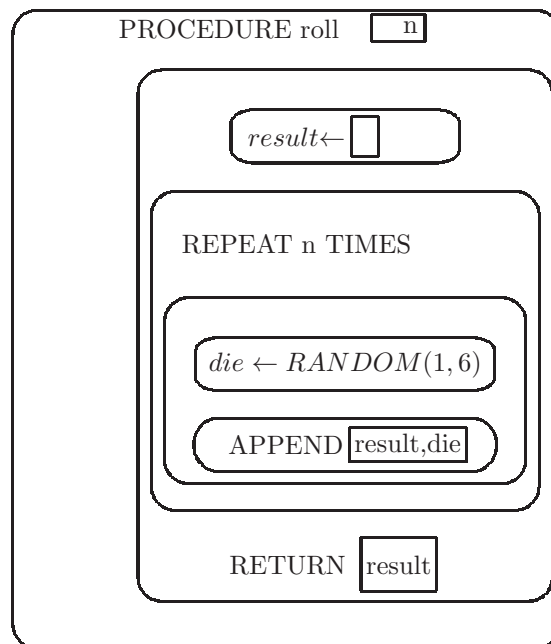 PROCEDURE roll n
result←
REPEAT n TIMES
die ← RANDOM(1, 6)
APPEND result,die
RETURN result